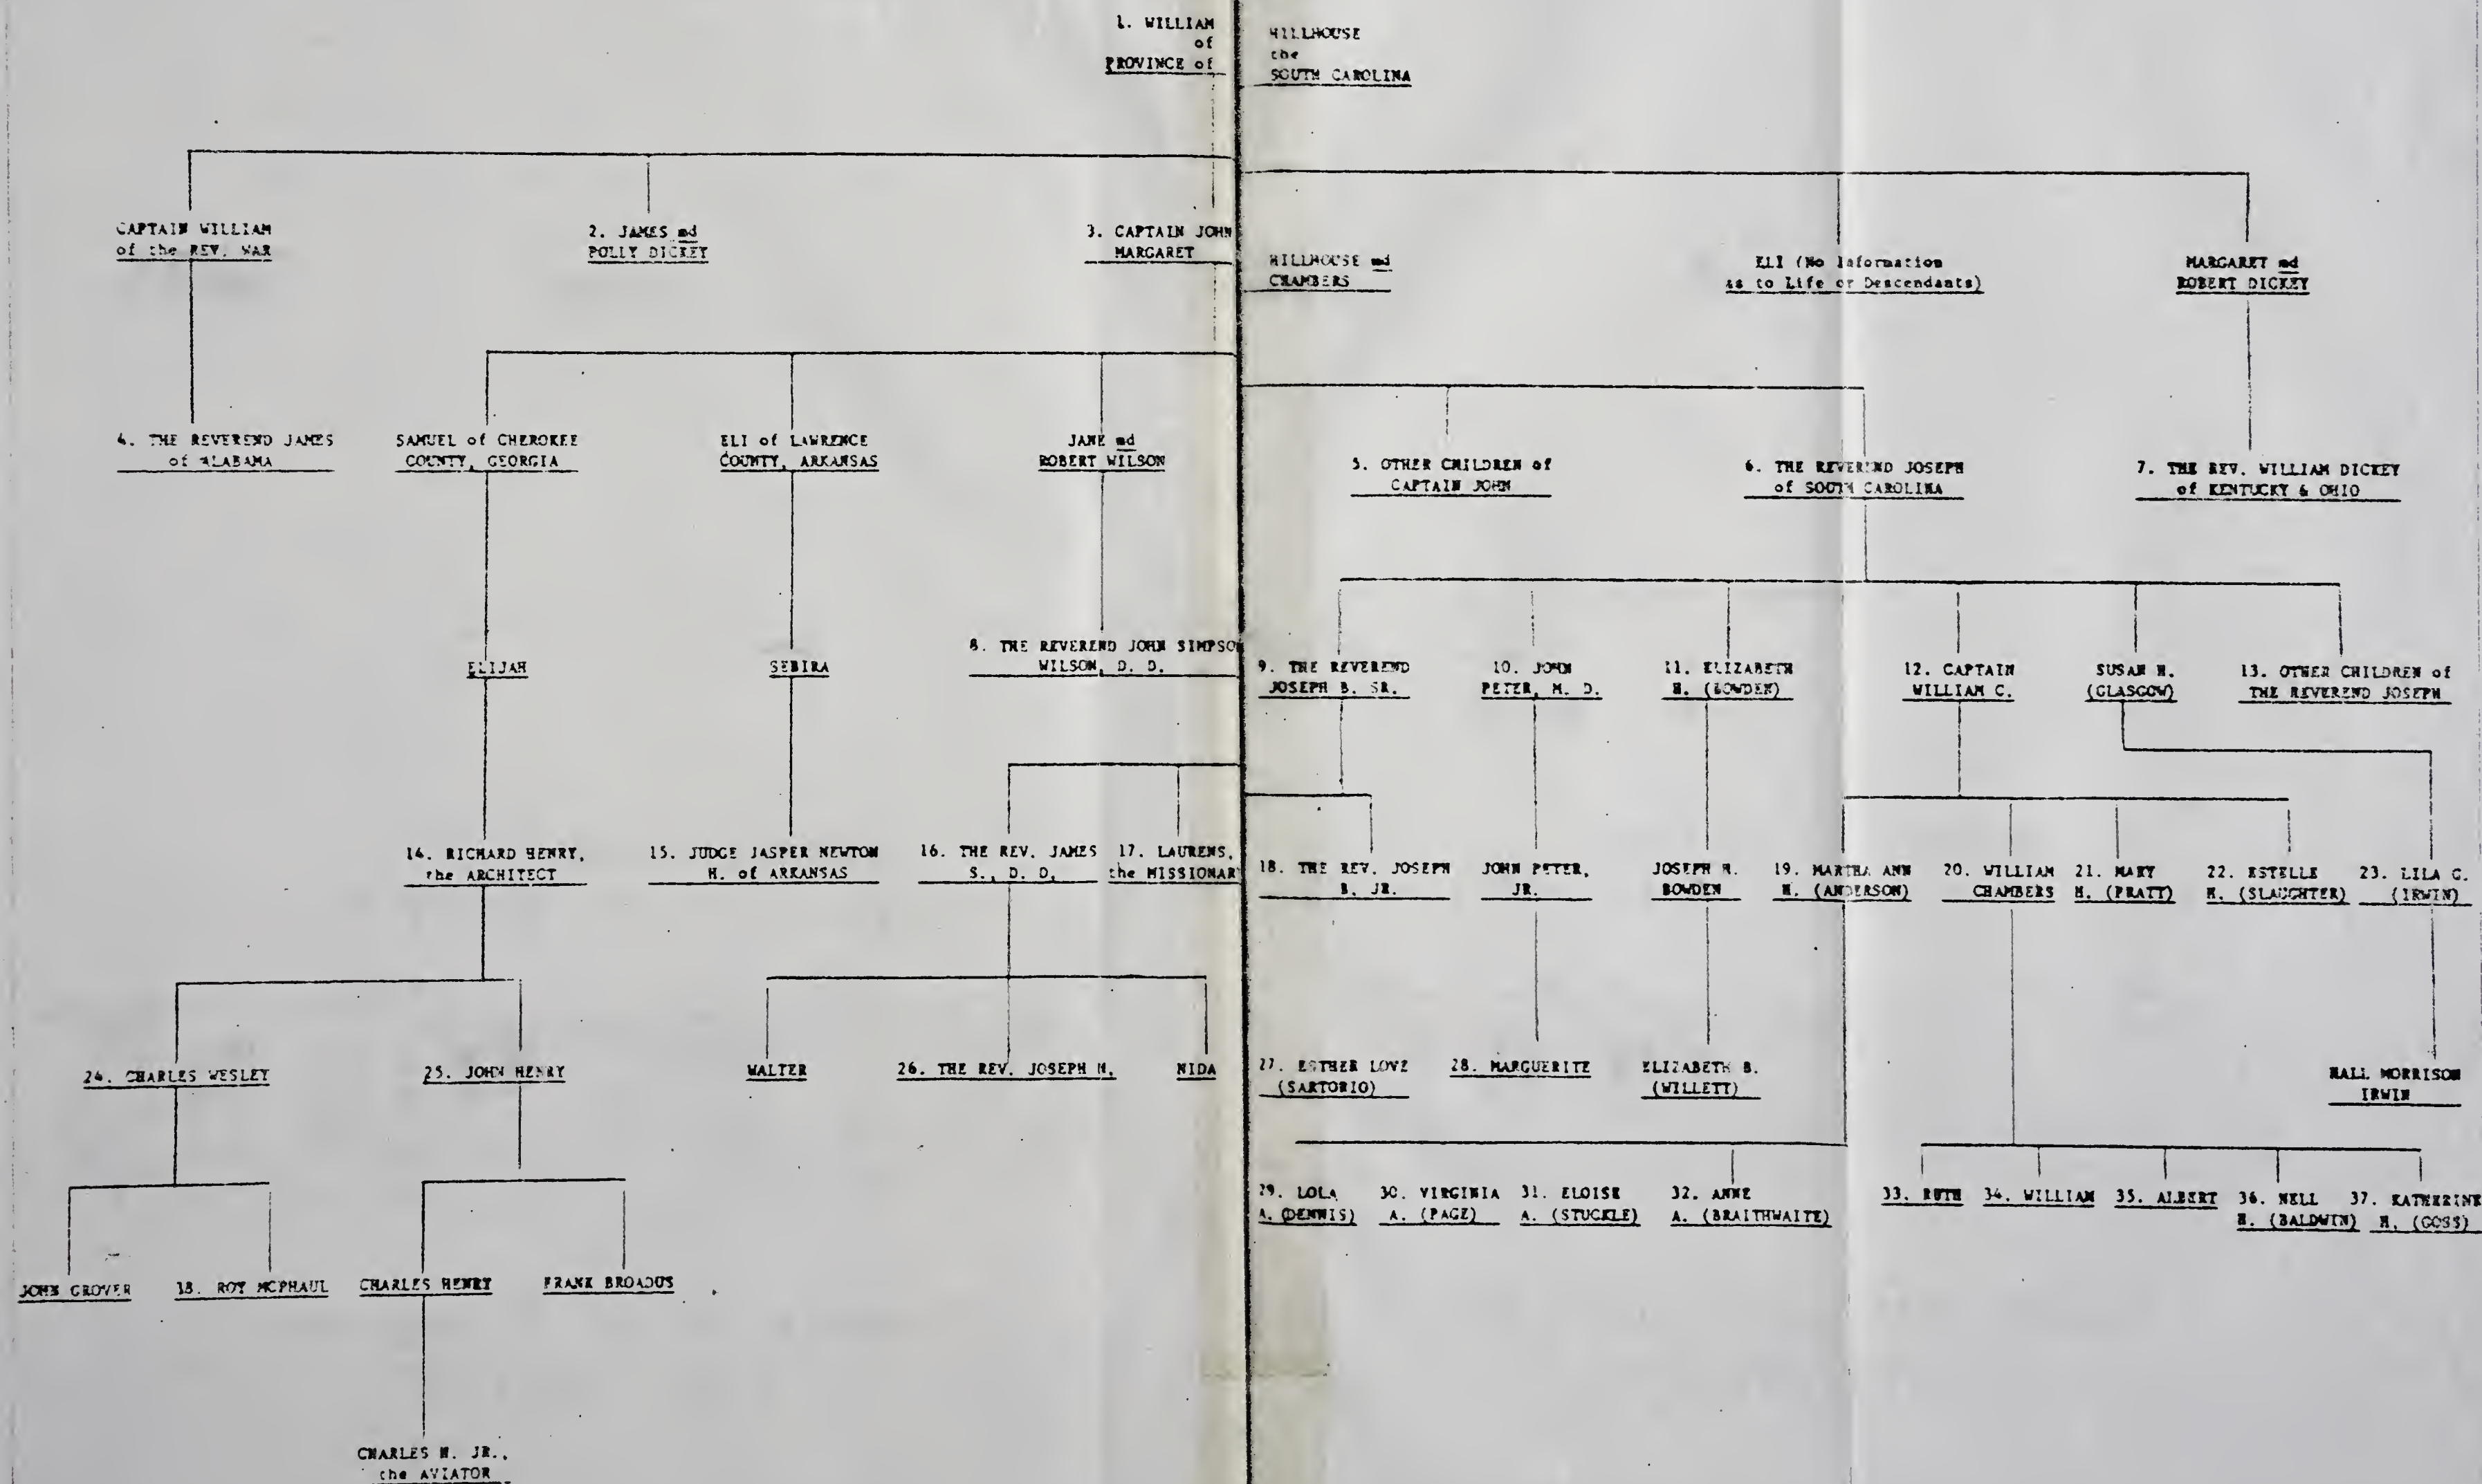 1. WILLIAM HILLHOUSE
of the
PROVINCE of SOUTH CAROLINA
CAPTAIN WILLIAM
of the REV. WAR
2. JAMES md
POLLY DICKEY
3. CAPTAIN JOHN HILLHOUSE md
MARGARET CHAMBERS
ELI (No Information
as to Life or Descendants)
MARGARET md
ROBERT DICKEY
4. THE REVEREND JAMES
of ALABAMA
SAMUEL of CHEROKEE
COUNTY, GEORGIA
ELI of LAWRENCE
COUNTY, ARKANSAS
JANE md
ROBERT WILSON
5. OTHER CHILDREN of
CAPTAIN JOHN
6. THE REVEREND JOSEPH
of SOUTH CAROLINA
7. THE REV. WILLIAM DICKEY
of KENTUCKY & OHIO
ELIJAH
SEBIRA
8. THE REVEREND JOHN SIMPSO
WILSON, D. D.
9. THE REVEREND
JOSEPH B. SR.
10. JOHN
PETER, M. D.
11. ELIZABETH
H. (BOWDEN)
12. CAPTAIN
WILLIAM C.
SUSAN H.
(GLASGOW)
13. OTHER CHILDREN of
THE REVEREND JOSEPH
14. RICHARD HENRY,
the ARCHITECT
15. JUDGE JASPER NEWTON
H. of ARKANSAS
16. THE REV. JAMES
S., D. D.
17. LAURENS,
the MISSIONARY
18. THE REV. JOSEPH
B. JR.
JOHN PETER,
JR.
JOSEPH H.
BOWDEN
19. MARTHA ANN
H. (ANDERSON)
20. WILLIAM
CHAMBERS
21. MARY
H. (PRATT)
22. ESTELLE
H. (SLAUGHTER)
23. LILA G.
(IRWIN)
24. CHARLES WESLEY
25. JOHN HENRY
WALTER
26. THE REV. JOSEPH H.
NIDA
27. ESTHER LOVE
(SARTORIO)
28. MARGUERITE
ELIZABETH B.
(WILLETT)
HALL MORRISON
IRWIN
29. LOLA
A. (DENNIS)
30. VIRGINIA
A. (PAGE)
31. ELOISE
A. (STUCKLE)
32. ANNE
A. (BRAITHWAITE)
33. RUTH
34. WILLIAM
35. ALBERT
36. NELL
H. (BALDWIN)
37. KATHERINE
H. (GOSS)
JOHN GROVER
38. ROY MCPHAUL
CHARLES HENRY
FRANK BROADUS
CHARLES H. JR.,
the AVIATOR